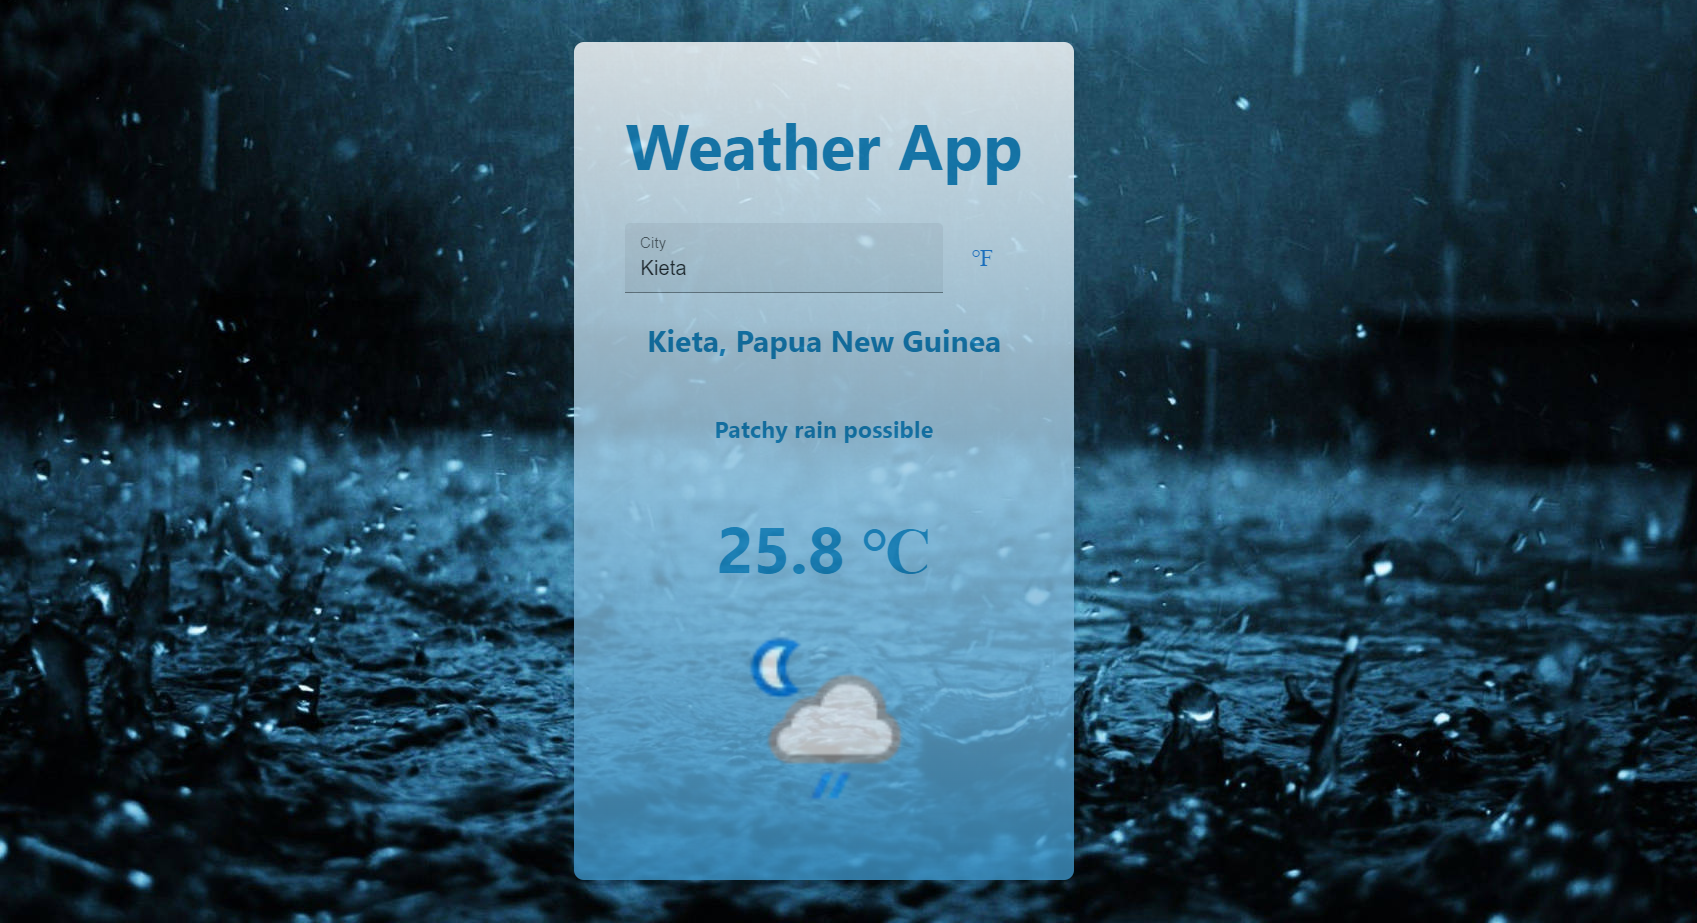 Weather App
City
Kieta
℉
Kieta, Papua New Guinea
Patchy rain possible
25.8 ℃